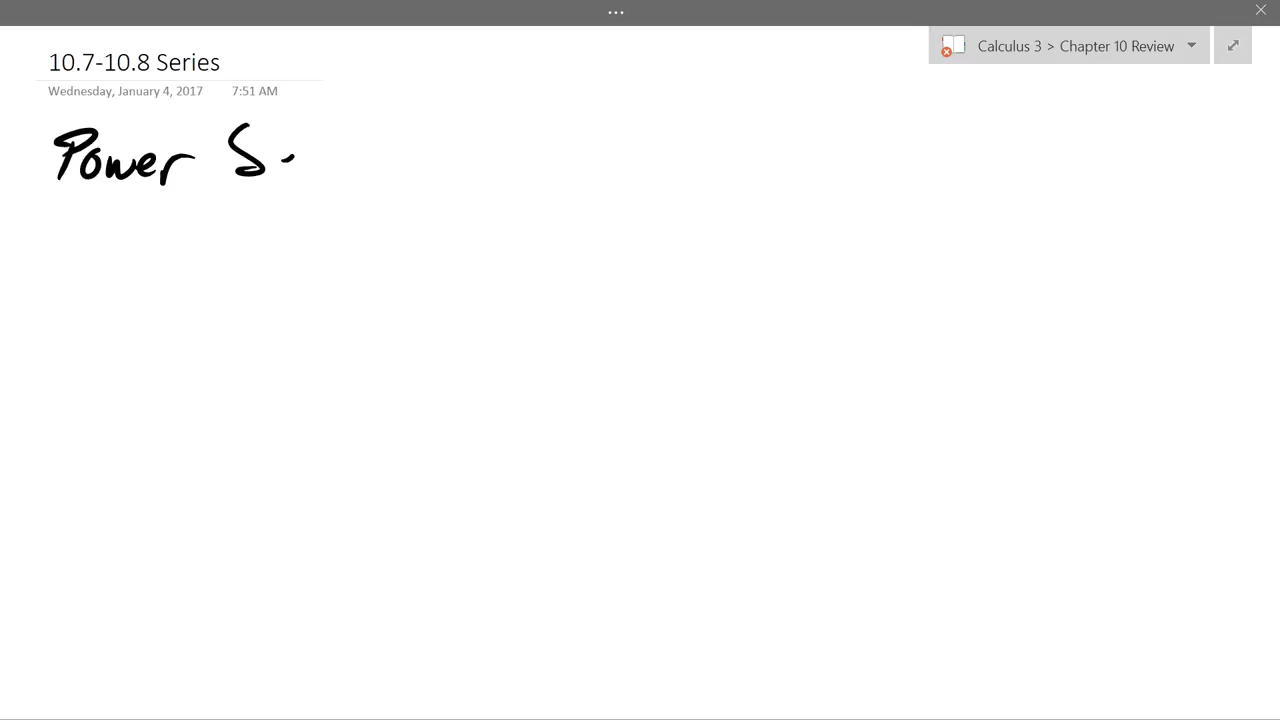 10.7-10.8 Series
Calculus 3 > Chapter 10 Review
Wednesday, January 4, 2017 7:51 AM
Power S